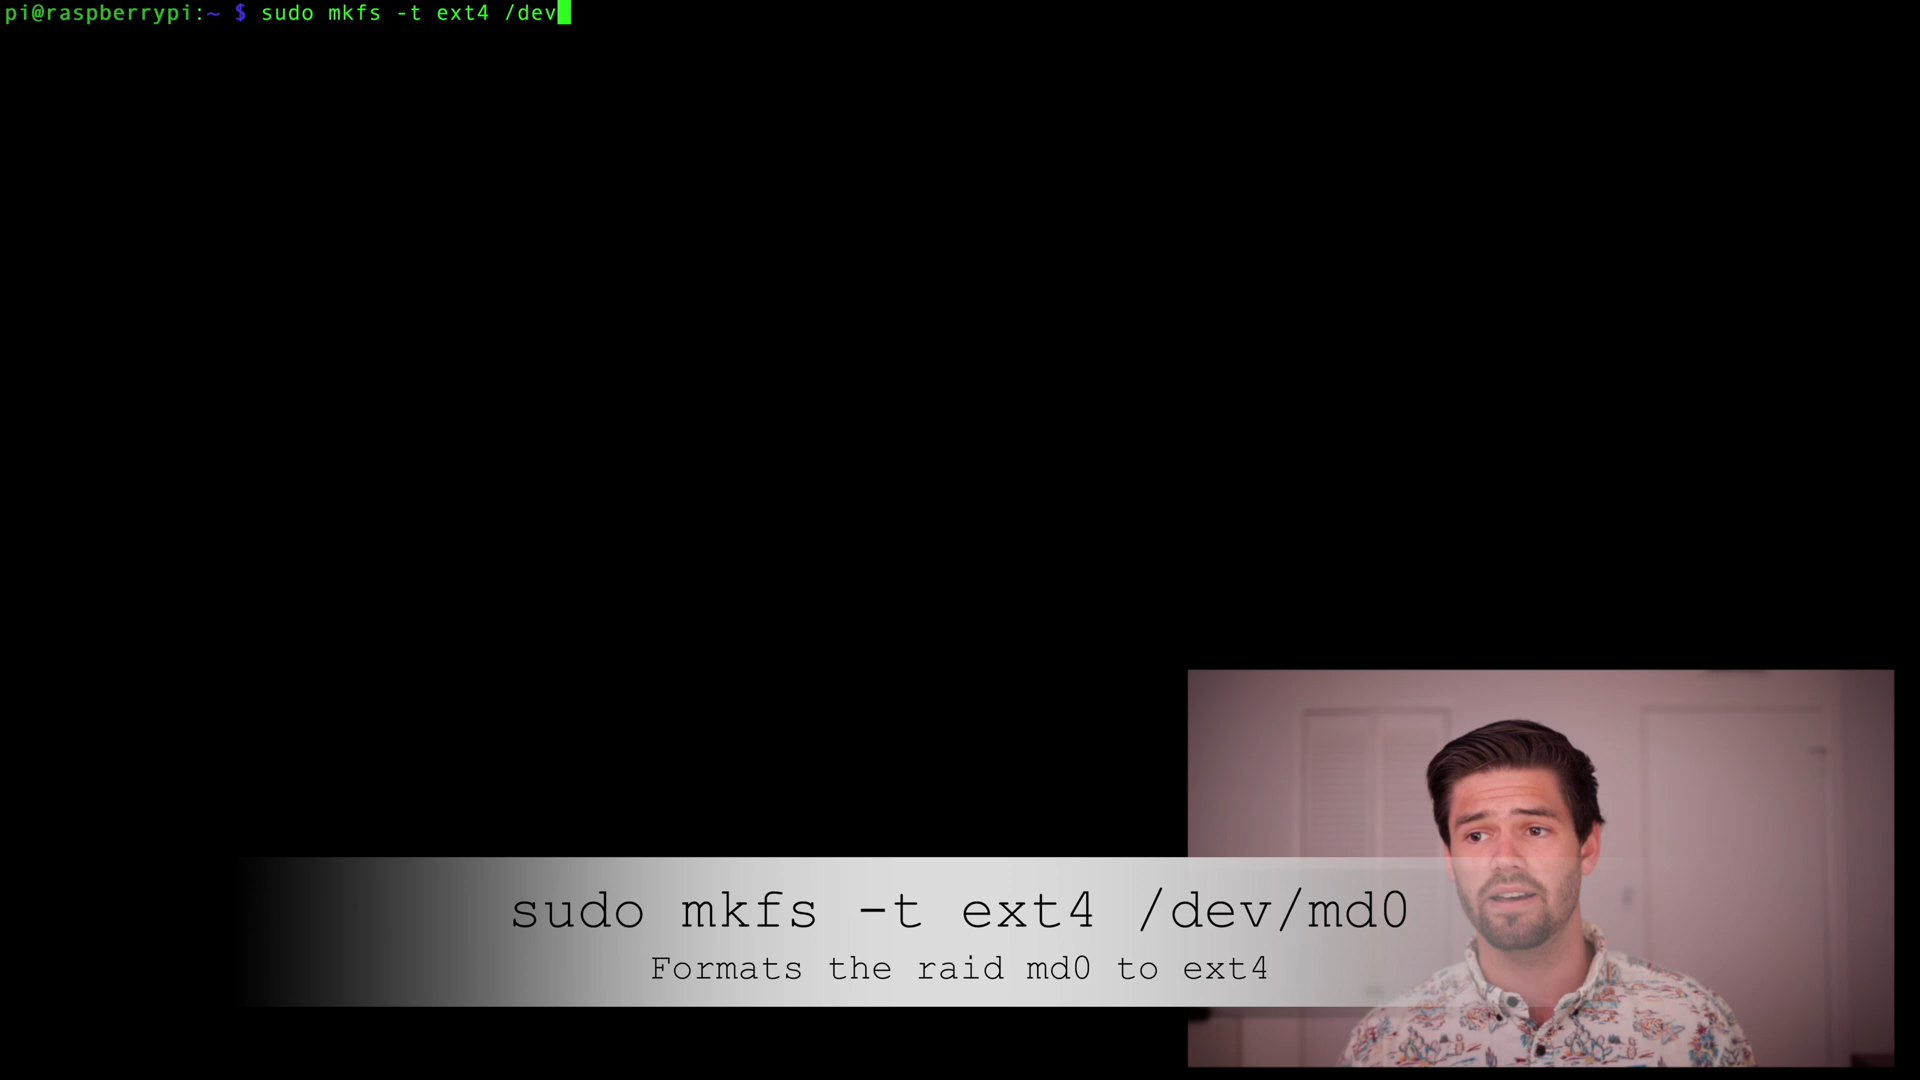 pi@raspberrypi:~ $ sudo mkfs -t ext4 /dev
sudo mkfs -t ext4 /dev/md0
Formats the raid md0 to ext4